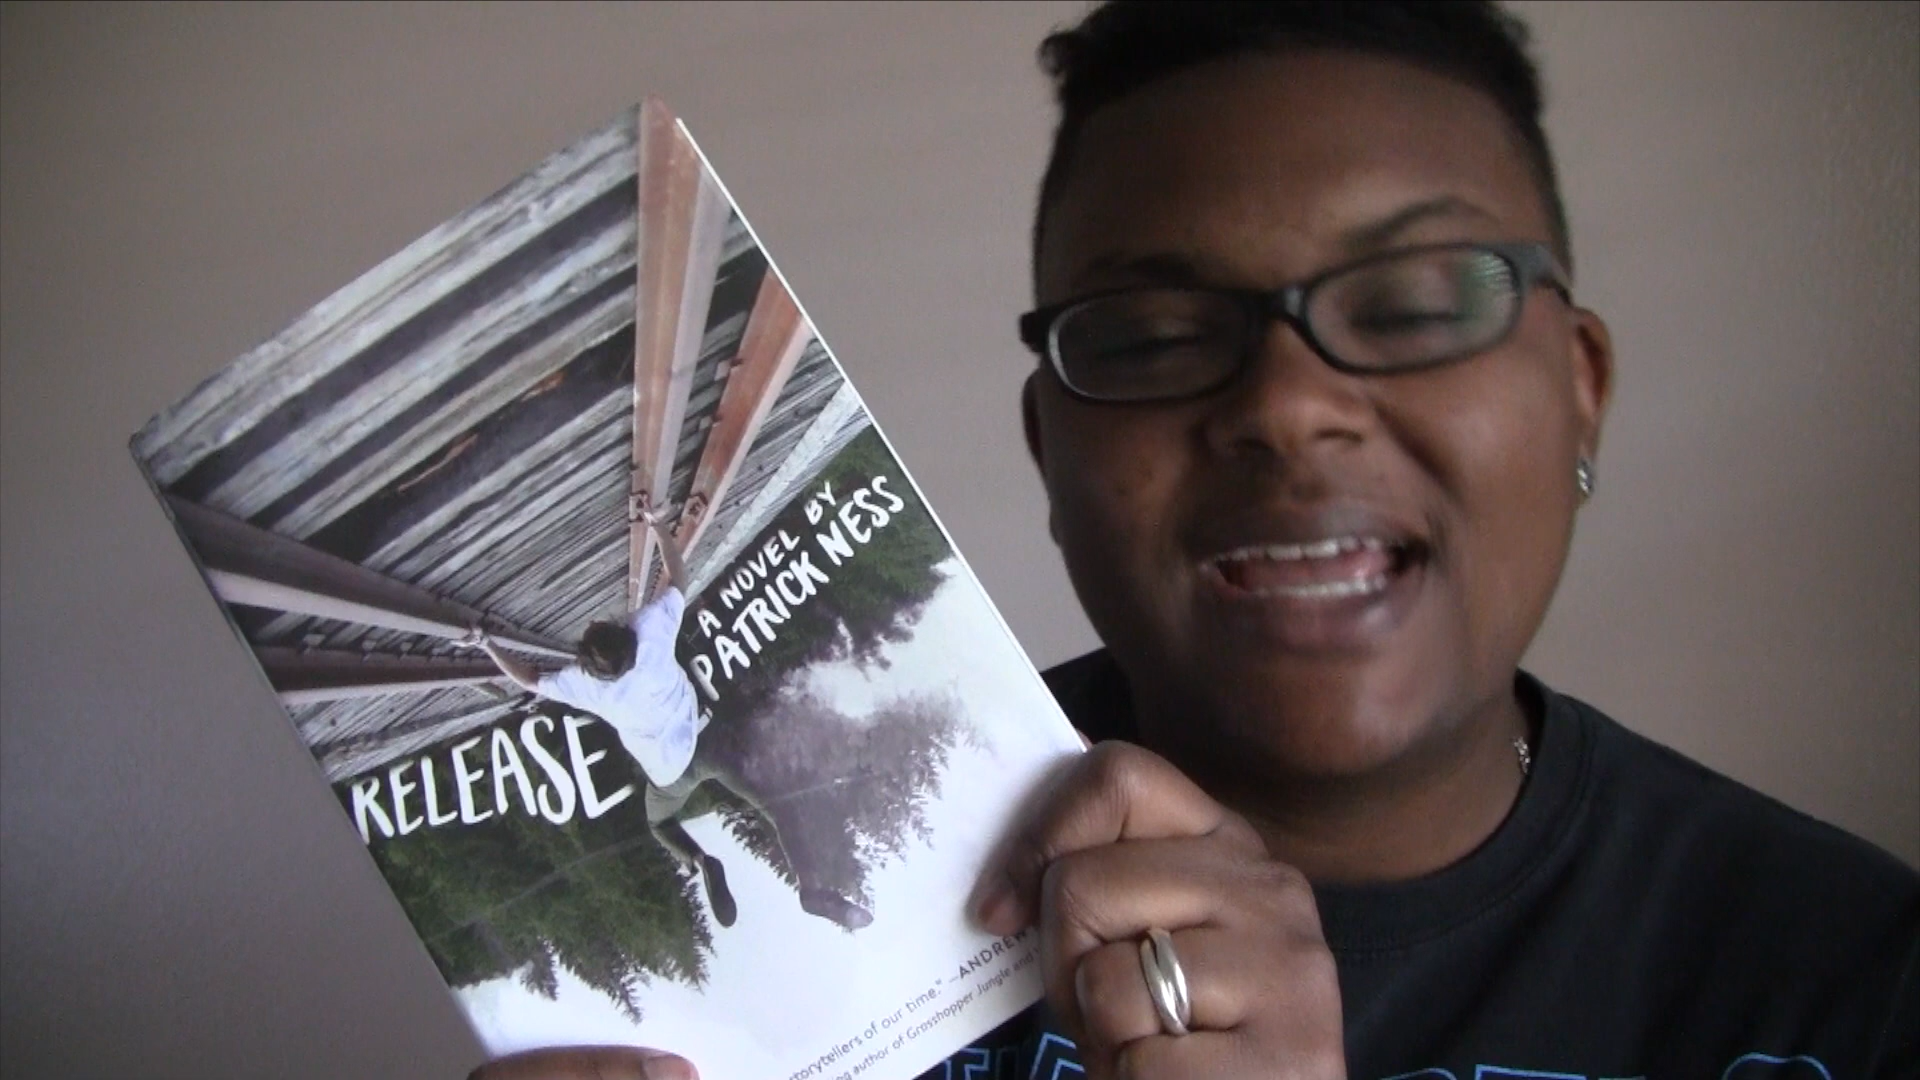 A NOVEL BY
PATRICK NESS
RELEASE
storytellers of our time." —ANDREW
author of Grasshopper Jungle and